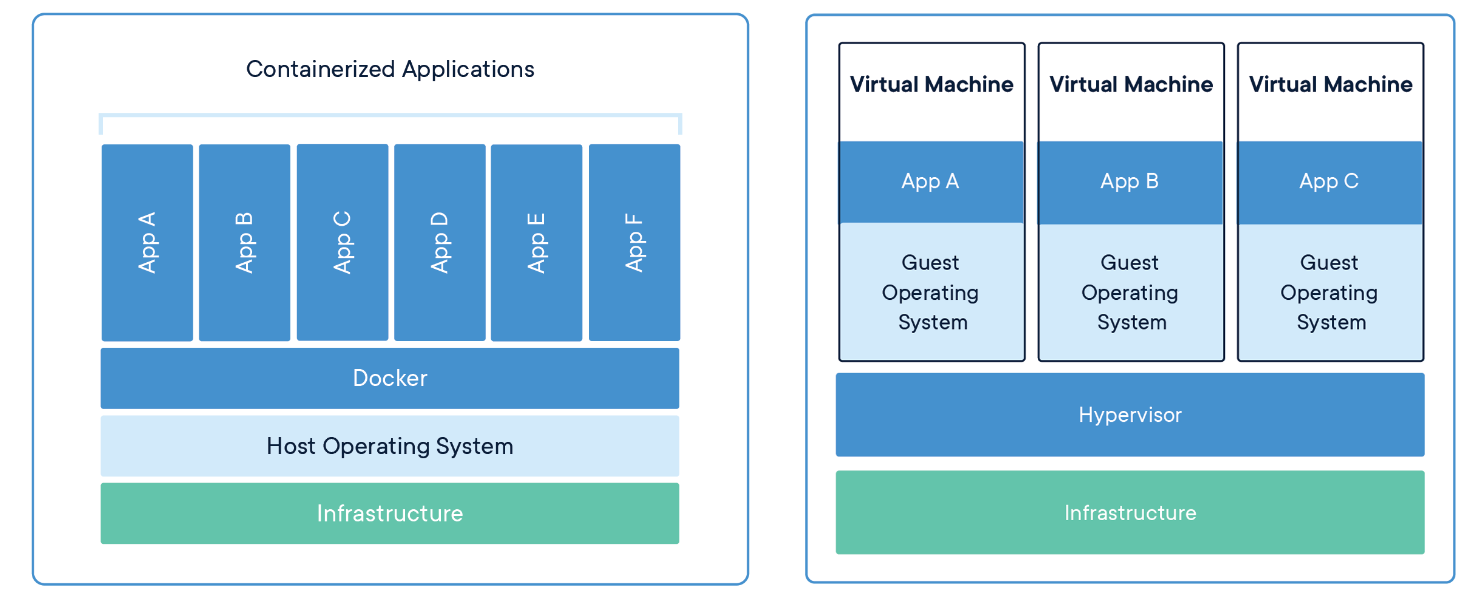 Containerized Applications
App A
App B
App C
App D
App E
App F
Docker
Host Operating System
Infrastructure
Virtual Machine
App A
Guest
Operating
System
Virtual Machine
App B
Guest
Operating
System
Virtual Machine
App C
Guest
Operating
System
Hypervisor
Infrastructure